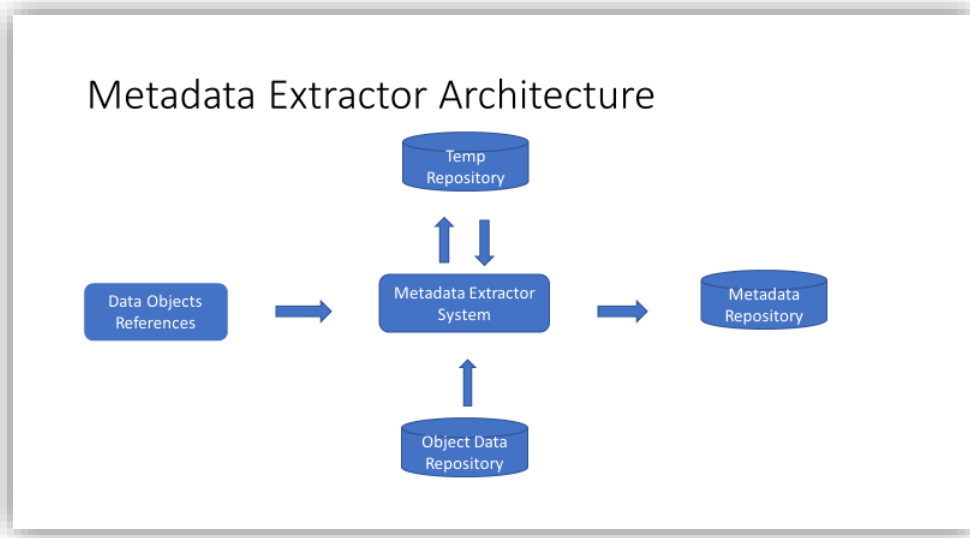 Metadata Extractor Architecture
Temp
Repository
Data Objects
References
Metadata Extractor
System
Metadata
Repository
Object Data
Repository